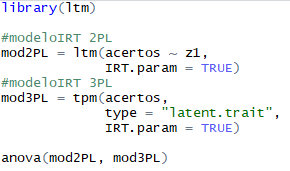 library(ltm)
#modeloIRT 2PL
mod2PL = ltm(acertos ~ z1,
IRT.param = TRUE)
#modeloIRT 3PL
mod3PL = tpm(acertos,
type = "latent.trait",
IRT.param = TRUE)
anova(mod2PL, mod3PL)